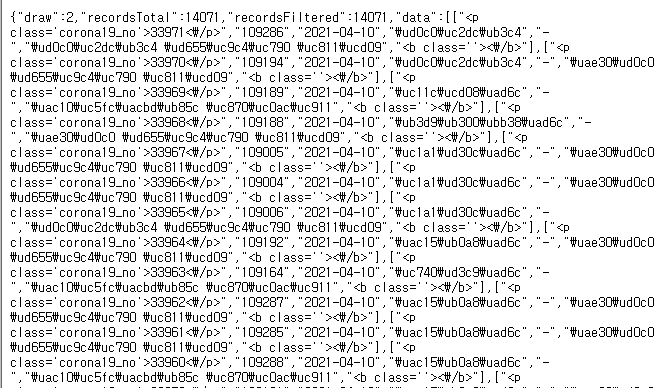 {"draw":2,"recordsTotal":14071,"recordsFiltered":14071,"data":[["<p
class='corona19_no'>33971<₩/p>","109286","2021-04-10","₩ud0c0₩uc2dc₩ub3c4","-
","₩ud0c0₩uc2dc₩ub3c4 ₩ud655₩uc9c4₩uc790 ₩uc811₩ucd09","<b class=''><₩/b>"],["<p
class='corona19_no'>33970<₩/p>","109194","2021-04-10","₩ud0c0₩uc2dc₩ub3c4","-","₩uae30₩ud0c0
₩ud655₩uc9c4₩uc790 ₩uc811₩ucd09","<b class=''><₩/b>"],["<p
class='corona19_no'>33969<₩/p>","109189","2021-04-10","₩uc11c₩ucd08₩uad6c","-
","₩uac10₩uc5fc₩uacbd₩ub85c ₩uc870₩uc0ac₩uc911","<b class=''><₩/b>"],["<p
class='corona19_no'>33968<₩/p>","109188","2021-04-10","₩ub3d9₩ub300₩ubb38₩uad6c","-
","₩uae30₩ud0c0 ₩ud655₩uc9c4₩uc790 ₩uc811₩ucd09","<b class=''><₩/b>"],["<p
class='corona19_no'>33967<₩/p>","109005","2021-04-10","₩uc1a1₩ud30c₩uad6c","-","₩uae30₩ud0c0
₩ud655₩uc9c4₩uc790 ₩uc811₩ucd09","<b class=''><₩/b>"],["<p
class='corona19_no'>33966<₩/p>","109004","2021-04-10","₩uc1a1₩ud30c₩uad6c","-","₩uae30₩ud0c0
₩ud655₩uc9c4₩uc790 ₩uc811₩ucd09","<b class=''><₩/b>"],["<p
class='corona19_no'>33965<₩/p>","109006","2021-04-10","₩uc1a1₩ud30c₩uad6c","-
","₩ud0c0₩uc2dc₩ub3c4 ₩ud655₩uc9c4₩uc790 ₩uc811₩ucd09","<b class=''><₩/b>"],["<p
class='corona19_no'>33964<₩/p>","109192","2021-04-10","₩uac15₩ub0a8₩uad6c","-","₩uae30₩ud0c0
₩ud655₩uc9c4₩uc790 ₩uc811₩ucd09","<b class=''><₩/b>"],["<p
class='corona19_no'>33963<₩/p>","109164","2021-04-10","₩uc740₩ud3c9₩uad6c","-
","₩uac10₩uc5fc₩uacbd₩ub85c ₩uc870₩uc0ac₩uc911","<b class=''><₩/b>"],["<p
class='corona19_no'>33962<₩/p>","109287","2021-04-10","₩uac15₩ub0a8₩uad6c","-","₩uae30₩ud0c0
₩ud655₩uc9c4₩uc790 ₩uc811₩ucd09","<b class=''><₩/b>"],["<p
class='corona19_no'>33961<₩/p>","109285","2021-04-10","₩uac15₩ub0a8₩uad6c","-","₩uae30₩ud0c0
₩ud655₩uc9c4₩uc790 ₩uc811₩ucd09","<b class=''><₩/b>"],["<p
class='corona19_no'>33960<₩/p>","109288","2021-04-10","₩uac15₩ub0a8₩uad6c","-
","₩uac10₩uc5fc₩uacbd₩ub85c ₩uc870₩uc0ac₩uc911","<b class=''><₩/b>"],["<p